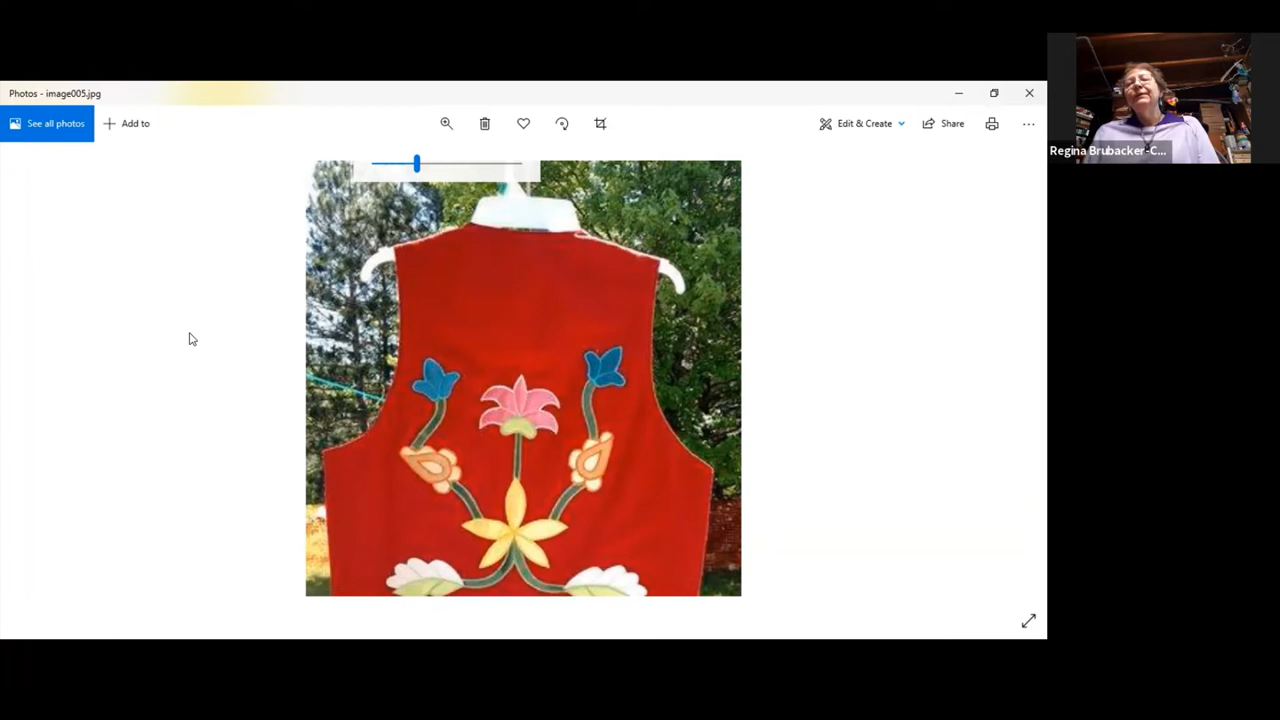 Photos - image005.jpg
See all photos
Add to
Edit & Create
Share
Regina Brubacker-C...